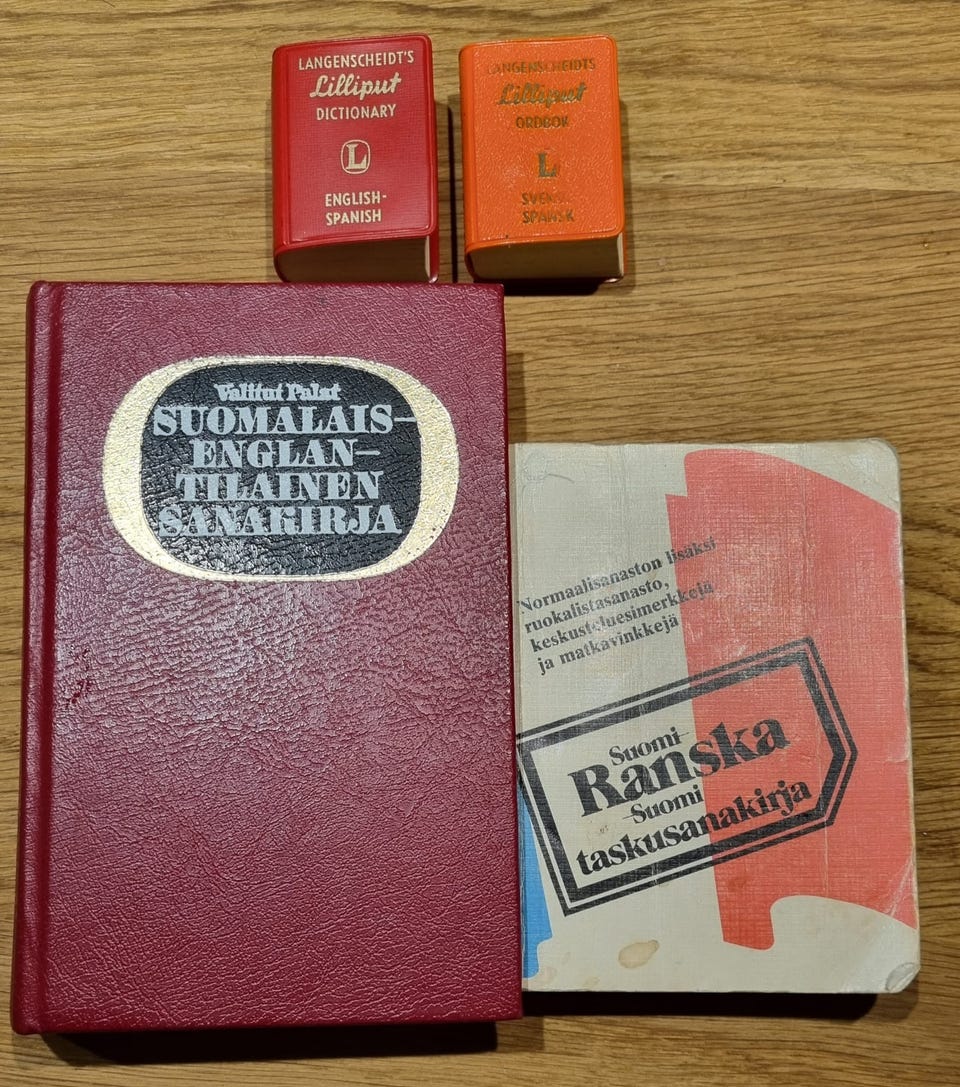 LANGENSCHEIDT'S
Lilliput
DICTIONARY
L
ENGLISH-
SPANISH
LANGENSCHEIDTS
Lilliput
ORDBOK
L
SPANSK
Valitut Palat
SUOMALAIS-
ENGLAN-
TILAINEN
SANAKIRJA
Normaalisanaston lisäksi
ruokalistasanasto,
keskusteluesimerkkejä
ja matkavinkkejä
Suomi-
Ranska
-Suomi
taskusanakirja